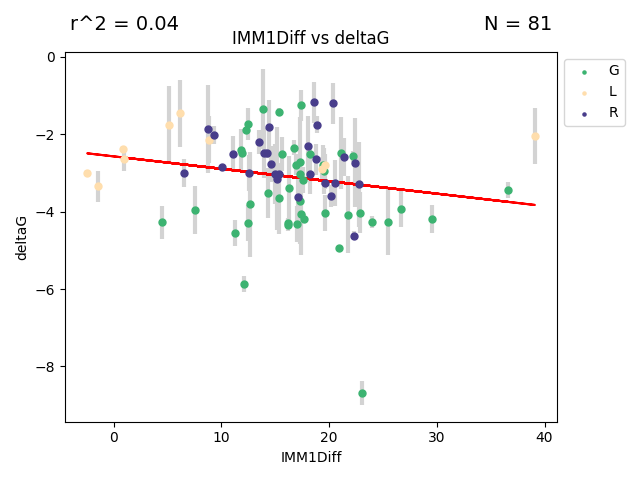 r^2 = 0.04
N = 81
IMM1Diff vs deltaG
G
L
R
0
−2
−4
−6
−8
deltaG
0
10
20
30
40
IMM1Diff